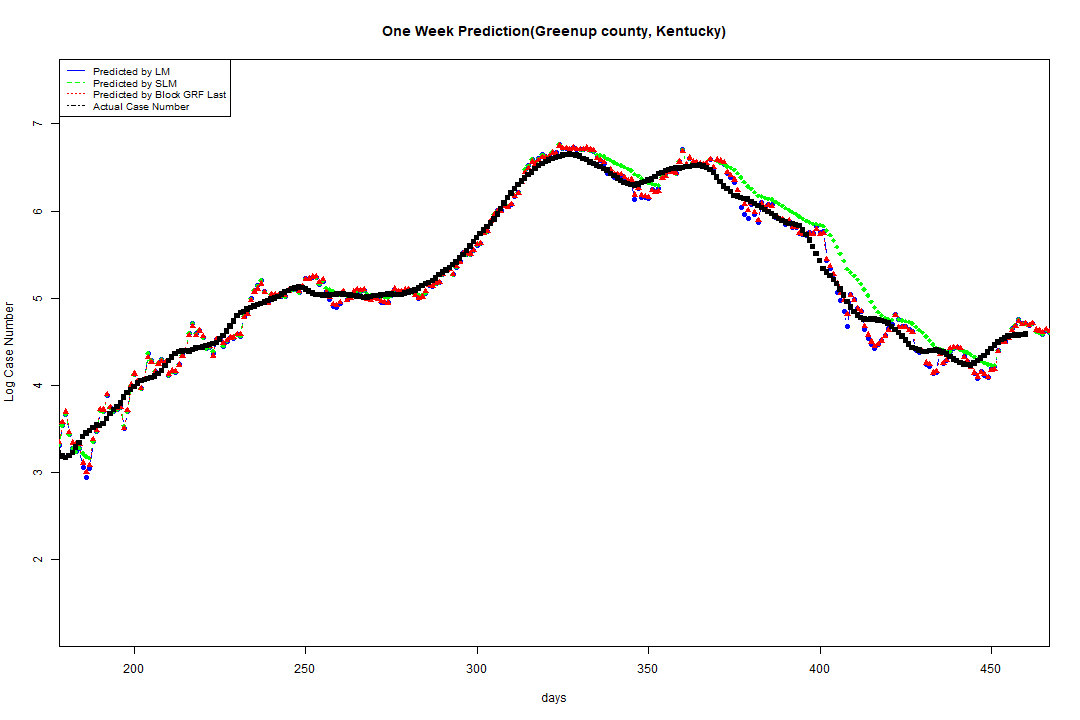 One Week Prediction(Greenup county, Kentucky)
Predicted by LM
Predicted by SLM
Predicted by Block GRF Last
Actual Case Number
Log Case Number
7
6
5
4
3
2
200 250 300 350 400 450
days